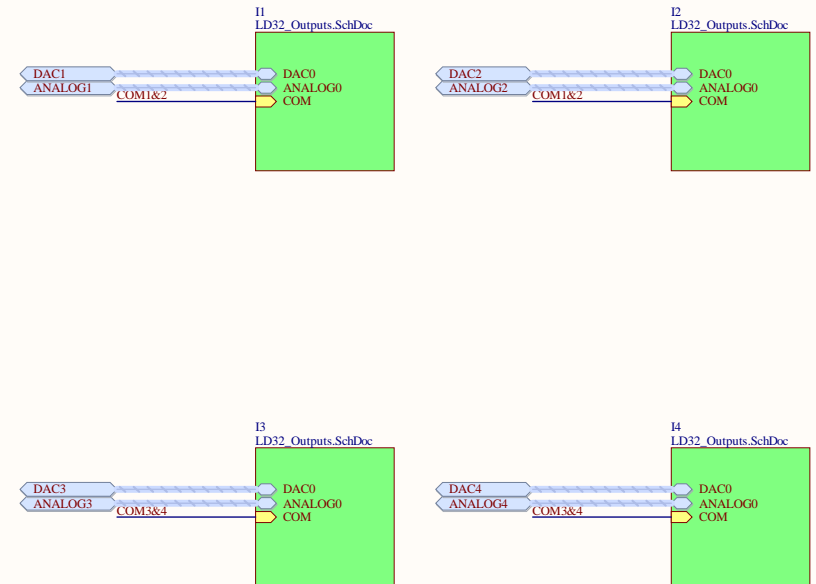 I1
LD32_Outputs.SchDoc
DAC1
DAC0
ANALOG1
ANALOG0
COM1&2
COM
I2
LD32_Outputs.SchDoc
DAC2
DAC0
ANALOG2
ANALOG0
COM1&2
COM
I3
LD32_Outputs.SchDoc
DAC3
DAC0
ANALOG3
ANALOG0
COM3&4
COM
I4
LD32_Outputs.SchDoc
DAC4
DAC0
ANALOG4
ANALOG0
COM3&4
COM